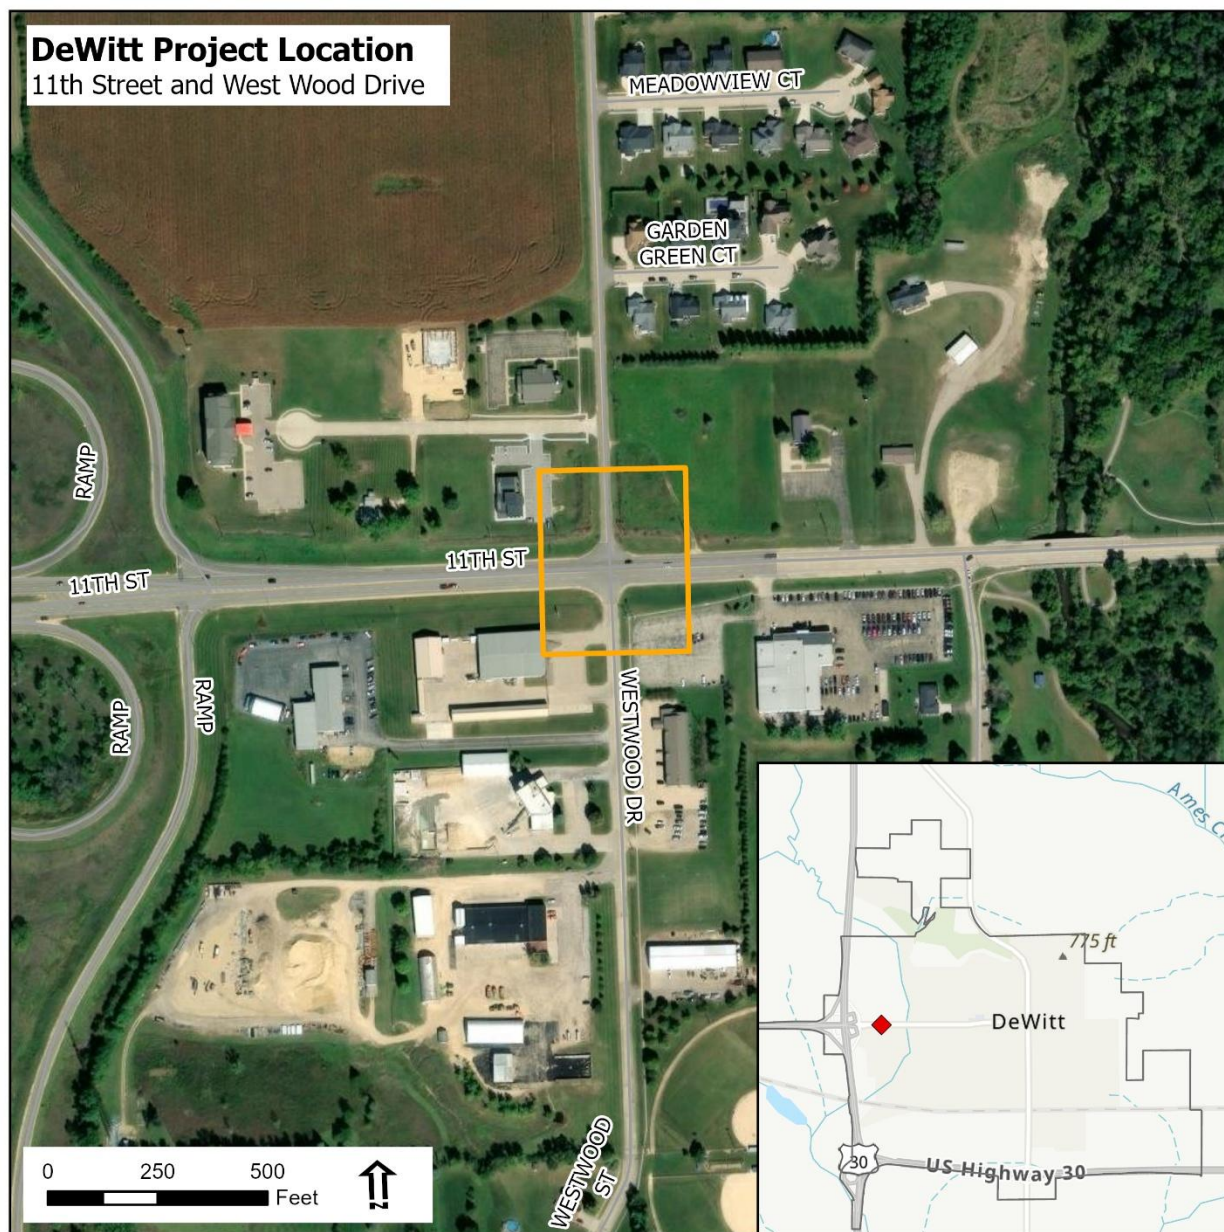 DeWitt Project Location
11th Street and West Wood Drive
MEADOWVIEW CT
GARDEN
GREEN CT
RAMP
11TH ST
11TH ST
RAMP
RAMP
WESTWOOD DR
WESTWOOD
ST
0 250 500
Feet
N
Ames C
775 ft
DeWitt
30
US Highway 30